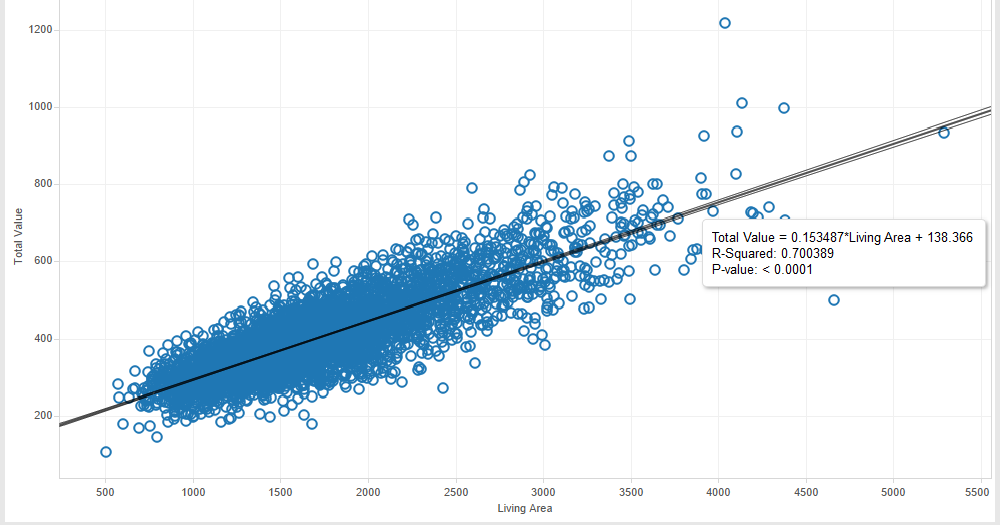 1200
1000
800
600
400
200
Total Value
Total Value = 0.153487*Living Area + 138.366
R-Squared: 0.700389
P-value: < 0.0001
500 1000 1500 2000 2500 3000 3500 4000 4500 5000 5500
Living Area